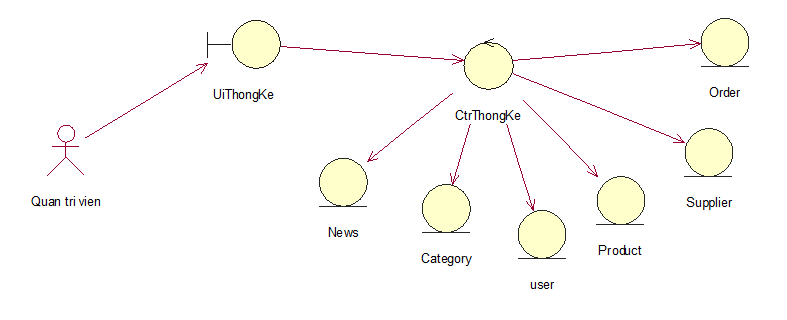 UiThongKe
CtrThongKe
Order
Quan tri vien
News
Category
user
Product
Supplier